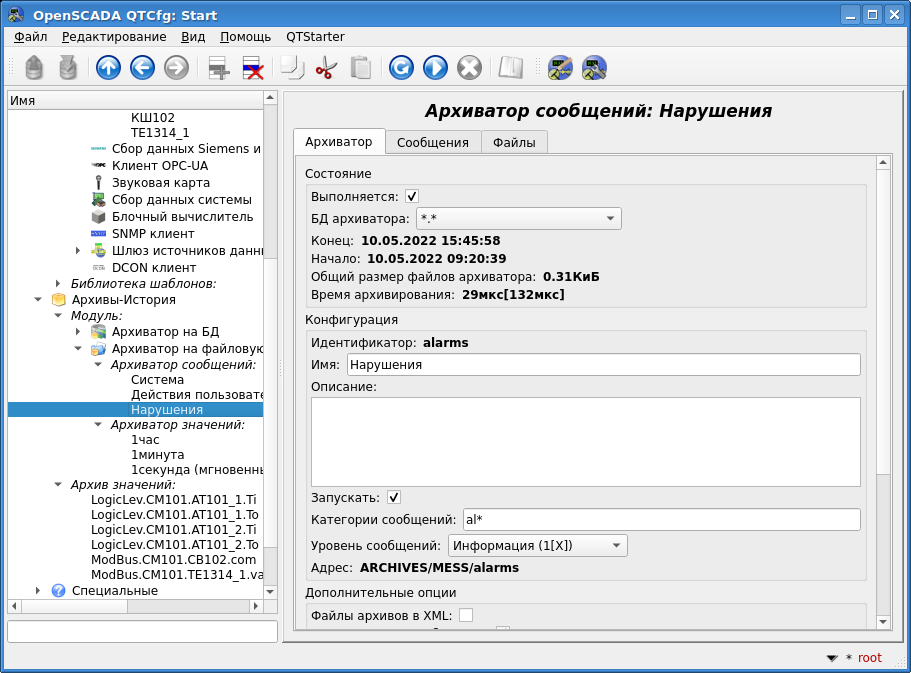 OpenSCADA QTCfg: Start
Файл Редактирование Вид Помощь QTStarter
Имя
КШ102
TE1314_1
Сбор данных Siemens и
Клиент OPC-UA
Звуковая карта
Сбор данных системы
Блочный вычислитель
SNMP клиент
Шлюз источников данн
DCON клиент
Библиотека шаблонов:
Архивы-История
Модуль:
Архиватор на БД
Архиватор на файловую
Архиватор сообщений:
Система
Действия пользовате
Нарушения
Архиватор значений:
1час
1минута
1секунда (мгновенны
Архив значений:
LogicLev.CM101.AT101_1.Ti
LogicLev.CM101.AT101_1.To
LogicLev.CM101.AT101_2.Ti
LogicLev.CM101.AT101_2.To
ModBus.CM101.CB102.com
ModBus.CM101.TE1314_1.va
Специальные
Архиватор сообщений: Нарушения
Архиватор Сообщения Файлы
Состояние
Выполняется:
БД архиватора: *.*
Конец: 10.05.2022 15:45:58
Начало: 10.05.2022 09:20:39
Общий размер файлов архиватора: 0.31КиБ
Время архивирования: 29мкс[132мкс]
Конфигурация
Идентификатор: alarms
Имя: Нарушения
Описание:
Запускать:
Категории сообщений: al*
Уровень сообщений: Информация (1[X])
Адрес: ARCHIVES/MESS/alarms
Дополнительные опции
Файлы архивов в XML:
* root